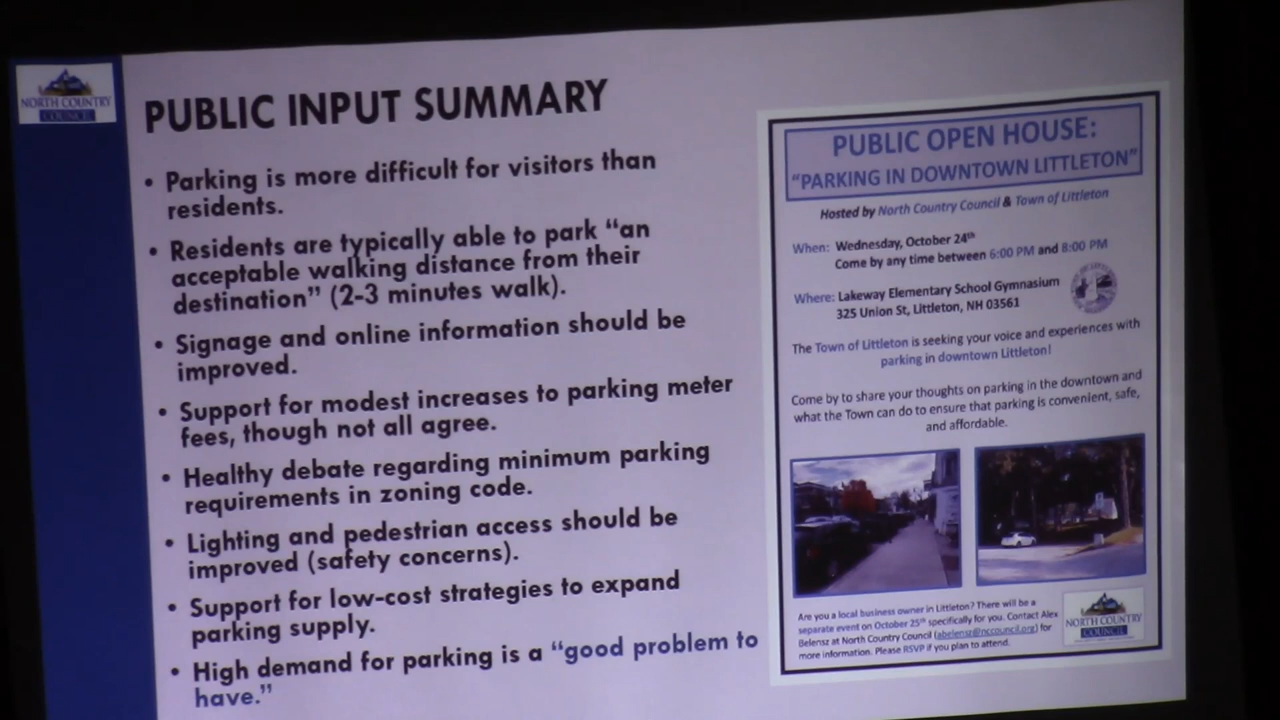 NORTH COUNTRY
COUNCIL
PUBLIC INPUT SUMMARY
• Parking is more difficult for visitors than
residents.
• Residents are typically able to park “an
acceptable walking distance from their
destination” (2-3 minutes walk).
• Signage and online information should be
improved.
• Support for modest increases to parking meter
fees, though not all agree.
• Healthy debate regarding minimum parking
requirements in zoning code.
• Lighting and pedestrian access should be
improved (safety concerns).
• Support for low-cost strategies to expand
parking supply.
• High demand for parking is a “good problem to
have.”
PUBLIC OPEN HOUSE:
“PARKING IN DOWNTOWN LITTLETON”
Hosted by North Country Council & Town of Littleton
When: Wednesday, October 24th
Come by any time between 6:00 PM and 8:00 PM
Where: Lakeway Elementary School Gymnasium
325 Union St, Littleton, NH 03561
The Town of Littleton is seeking your voice and experiences with
parking in downtown Littleton!
Come by to share your thoughts on parking in the downtown and
what the Town can do to ensure that parking is convenient, safe,
and affordable.
Are you a local business owner in Littleton? There will be a
separate event on October 25th specifically for you. Contact Alex
Belensz at North Country Council (abelensz@nccouncil.org) for
more information. Please RSVP if you plan to attend.
NORTH COUNTRY
COUNCIL